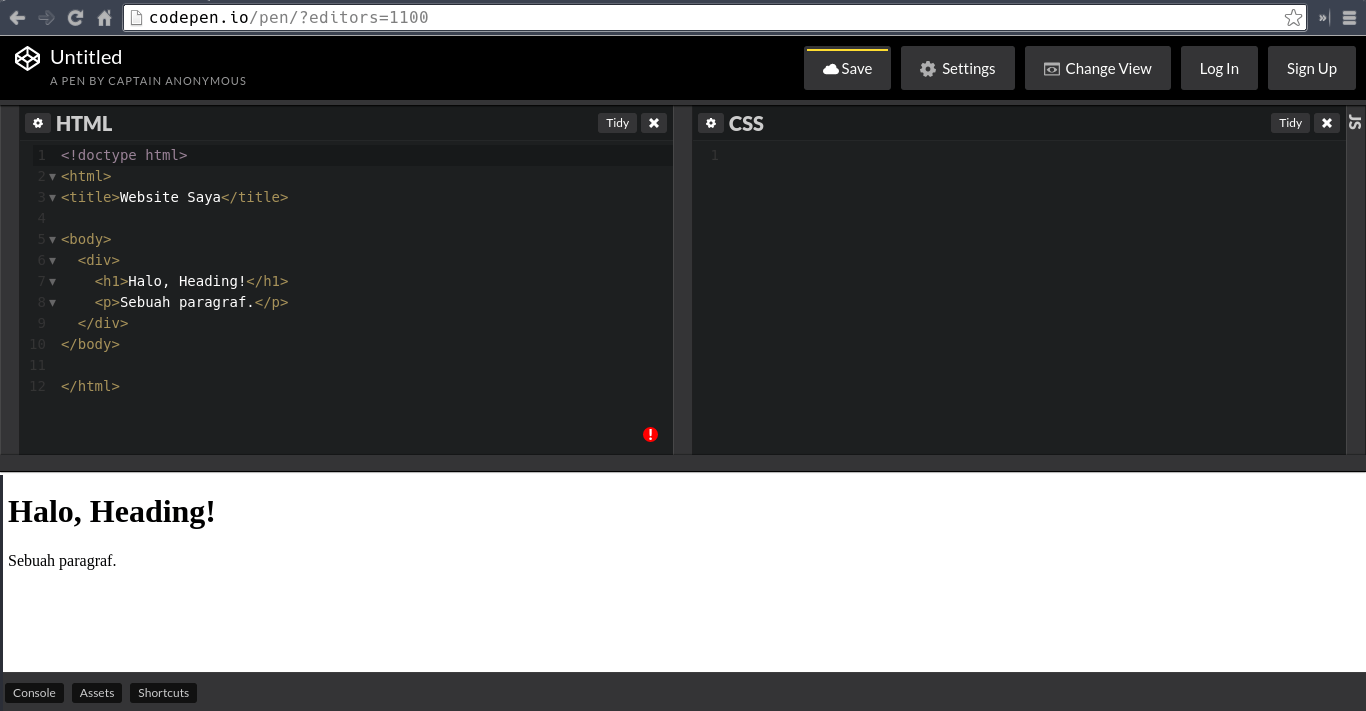 codepen.io/pen/?editors=1100
Untitled
A PEN BY CAPTAIN ANONYMOUS
Save
Settings
Change View
Log In
Sign Up
HTML
Tidy
1 <!doctype html>
2 <html>
3 <title>Website Saya</title>
4
5 <body>
6 <div>
7 <h1>Halo, Heading!</h1>
8 <p>Sebuah paragraf.</p>
9 </div>
10 </body>
11
12 </html>
CSS
Tidy
1
JS
Halo, Heading!
Sebuah paragraf.
Console Assets Shortcuts